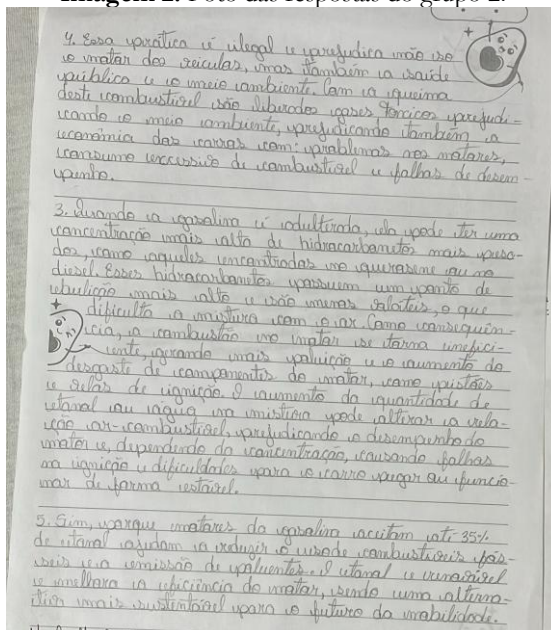 Imagem 2. Foto das respostas do grupo 2.
4. Essa prática é ilegal e prejudica não só
o motor dos veículos, mas também a saúde
pública e o meio ambiente. Com a queima
deste combustível são liberados gases tóxicos prejudi-
cando o meio ambiente, prejudicando também a
economia dos carros com: problemas nos motores,
consumo excessivo de combustível e falhas de desem-
penho.
3. Quando a gasolina é adulterada, ela pode ter uma
concentração mais alta de hidrocarbonetos mais pesa-
dos, como aqueles encontrados no querosene ou no
diesel. Esses hidrocarbonetos possuem um ponto de
ebulição mais alto e são menos voláteis, o que
dificulta a mistura com o ar. Como consequên-
cia, a combustão no motor se torna inefici-
ente, gerando mais poluição e o aumento do
desgaste de componentes do motor, como pistões
e velas de ignição. O aumento da quantidade de
etanol ou água na mistura pode alterar a rela-
ção ar-combustível, prejudicando o desempenho do
motor e, dependendo da concentração, causando falhas
na ignição e dificuldades para o carro pegar ou funcio-
nar de forma estável.
5. Sim, porque motores da gasolina aceitam até 35%
de etanol ajudam a reduzir o uso de combustíveis fós-
seis e a emissão de poluentes. O etanol é renovável
e melhora a eficiência do motor, sendo uma alterna-
tiva mais sustentável para o futuro da mobilidade.